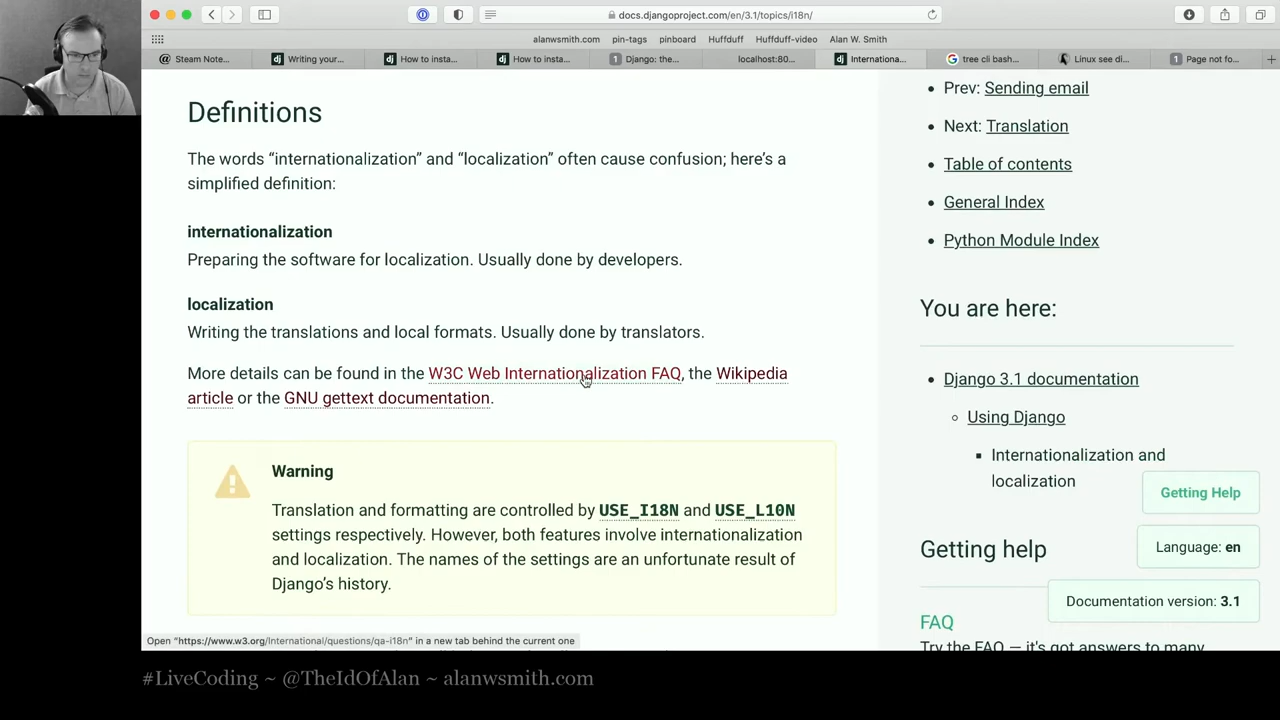 docs.djangoproject.com/en/3.1/topics/i18n/
alanwsmith.com pin-tags pinboard Huffduff Huffduff-video Alan W. Smith
Steam Note... Writing your... How to insta... How to insta... Django: the... localhost:80... Internationa... tree cli bash... Linux see di... Page not fo...
Definitions
The words “internationalization” and “localization” often cause confusion; here’s a
simplified definition:
internationalization
Preparing the software for localization. Usually done by developers.
localization
Writing the translations and local formats. Usually done by translators.
More details can be found in the W3C Web Internationalization FAQ, the Wikipedia
article or the GNU gettext documentation.
Warning
Translation and formatting are controlled by USE_I18N and USE_L10N
settings respectively. However, both features involve internationalization
and localization. The names of the settings are an unfortunate result of
Django’s history.
Open “https://www.w3.org/International/questions/qa-i18n” in a new tab behind the current one
Prev: Sending email
Next: Translation
Table of contents
General Index
Python Module Index
You are here:
Django 3.1 documentation
Using Django
Internationalization and
localization
Getting Help
Getting help
Language: en
Documentation version: 3.1
FAQ
Try the FAQ — it's got answers to many
#LiveCoding ~ @TheIdOfAlan ~ alanwsmith.com